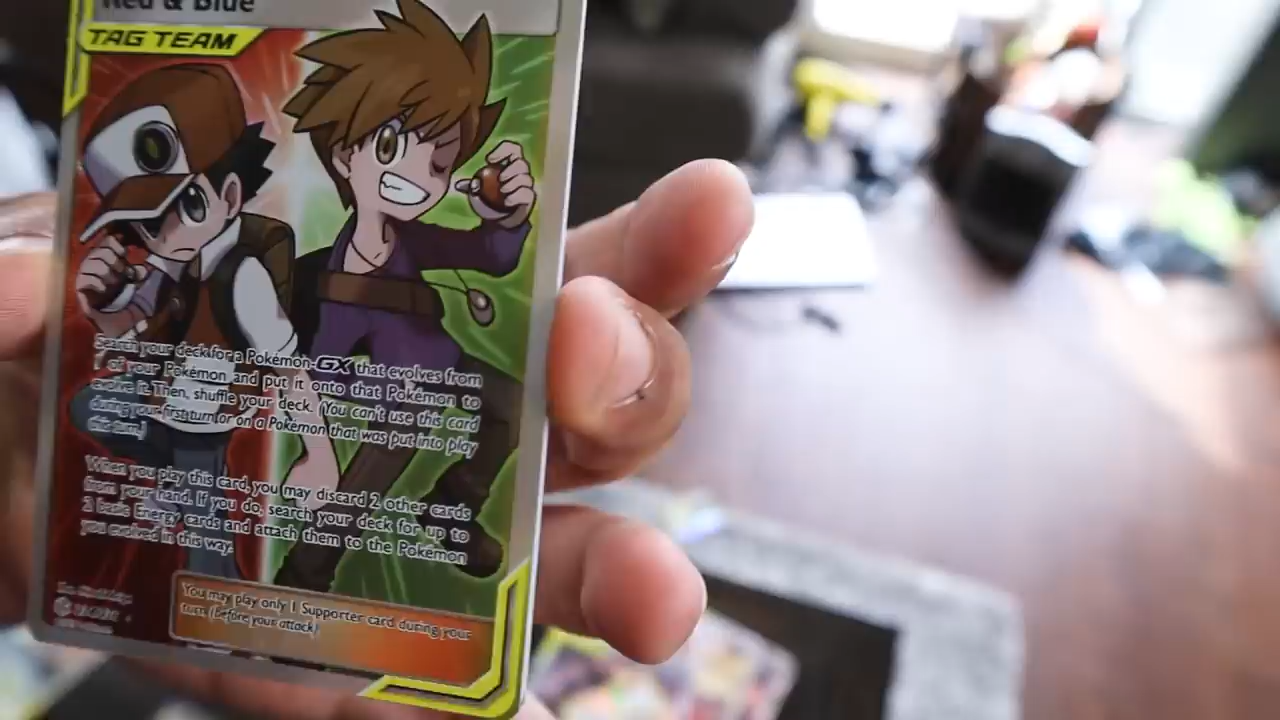 Red & Blue
TAG TEAM
Search your deck for a Pokémon-GX that evolves from
1 of your Pokémon and put it onto that Pokémon to
evolve it. Then, shuffle your deck. (You can't use this card
during your first turn or on a Pokémon that was put into play
this turn.)
When you play this card, you may discard 2 other cards
from your hand. If you do, search your deck for up to
2 basic Energy cards and attach them to the Pokémon
you evolved in this way.
You may play only 1 Supporter card during your
turn (before your attack).